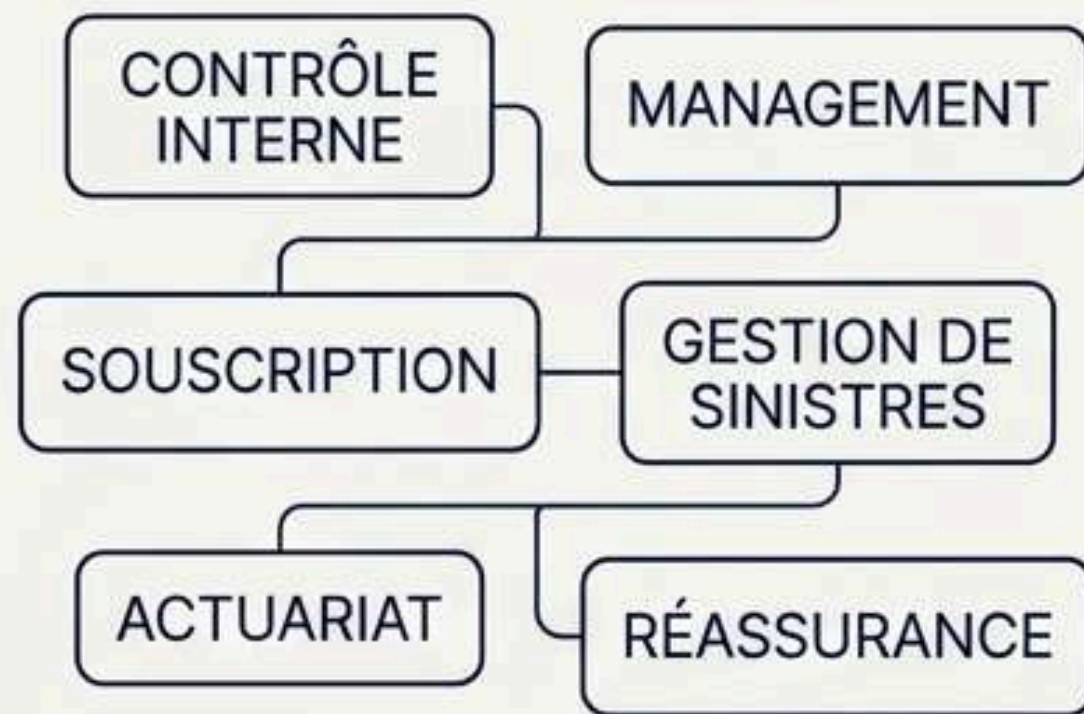 CONTRÔLE
INTERNE
MANAGEMENT
SOUSCRIPTION
GESTION DE
SINISTRES
ACTUARIAT
RÉASSURANCE